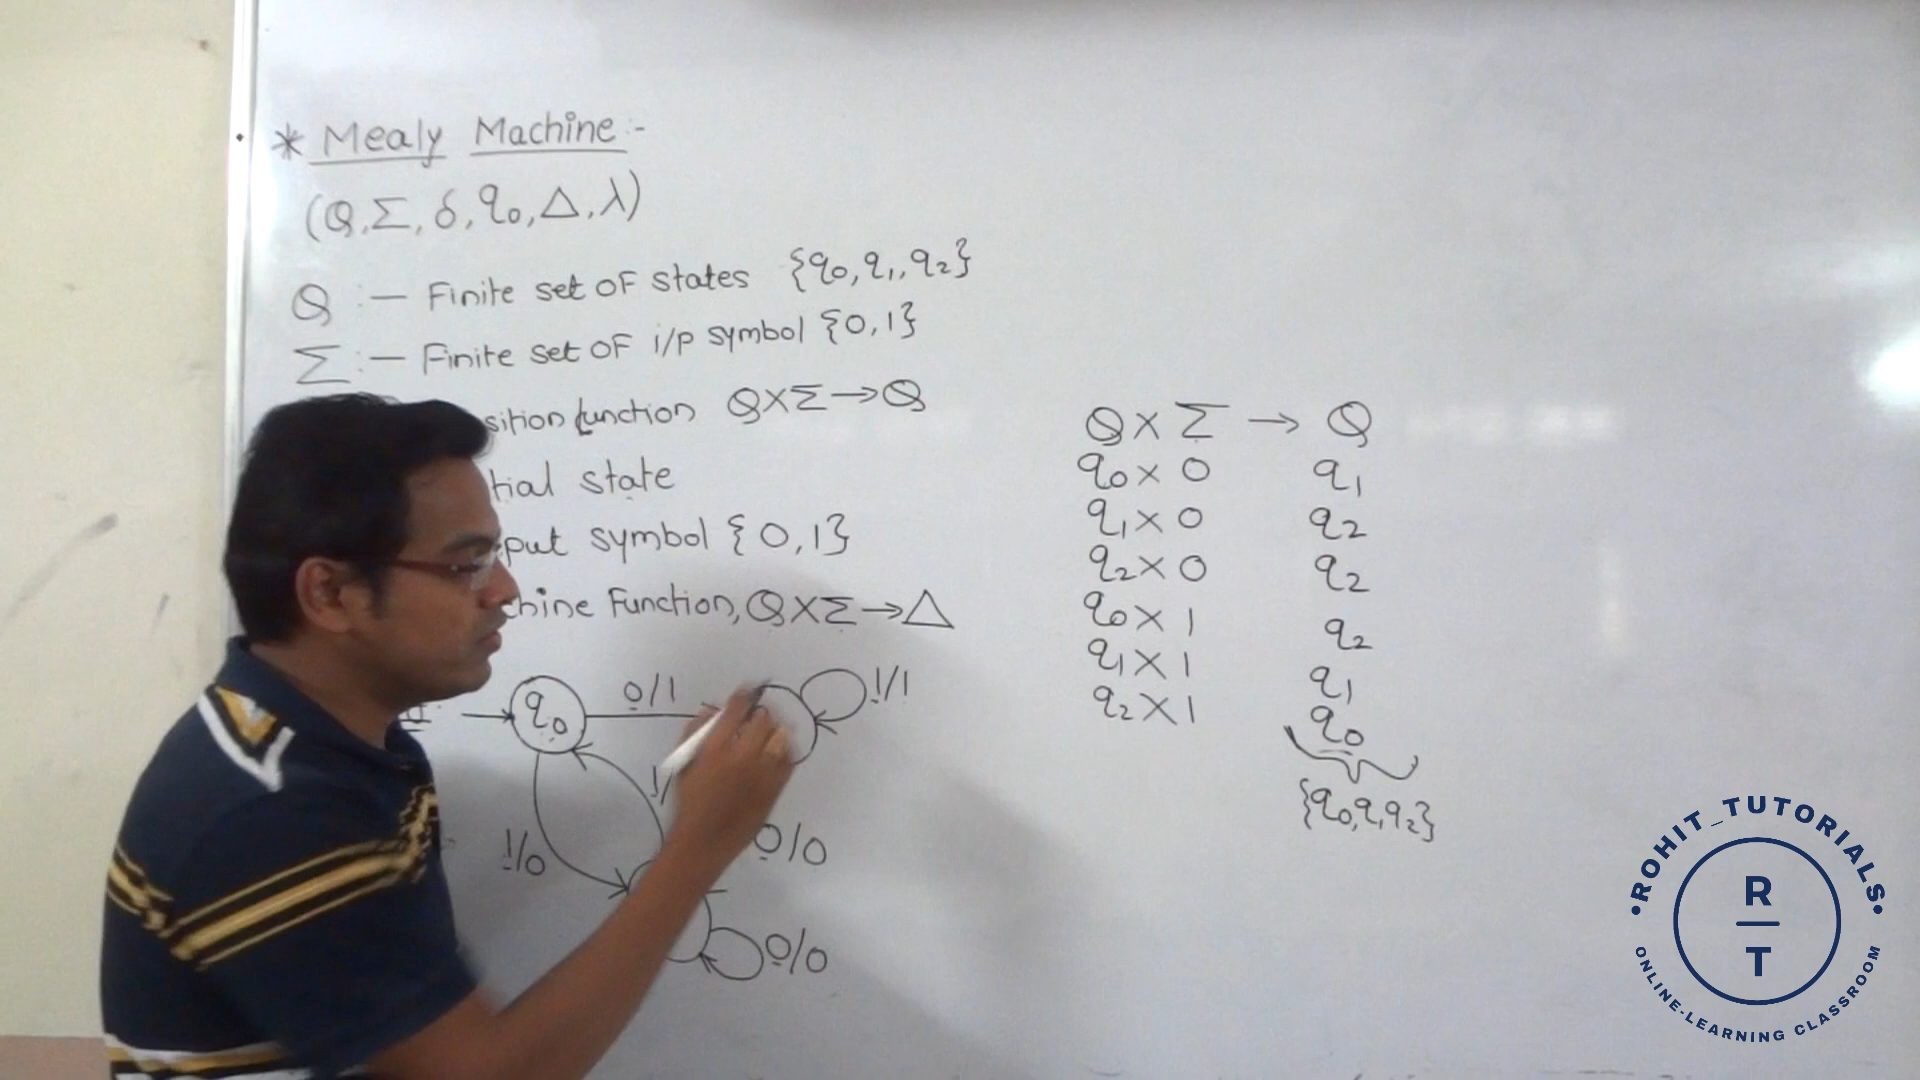 * Mealy Machine :-
(Q, Σ, δ, q0, Δ, λ)
Q :— Finite set OF states {q0, q1, q2}
Σ :— Finite set OF i/p symbol {0, 1}
sition function Q×Σ→Q
tial state
put symbol {0, 1}
chine Function, Q×Σ→Δ
q0
0/1
1/1
1/
1/0
0/0
0/0
Q × Σ → Q
q0 × 0 q1
q1 × 0 q2
q2 × 0 q2
q0 × 1 q2
q1 × 1 q1
q2 × 1 q0
{q0, q1, q2}
•ROHIT_TUTORIALS•
R
T
ONLINE-LEARNING CLASSROOM